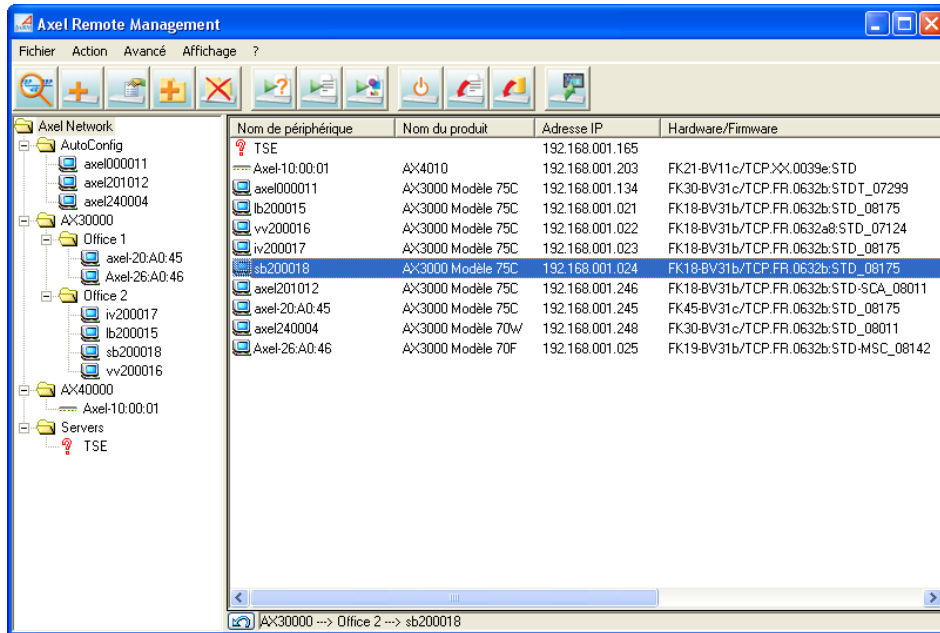 Axel Remote Management
Fichier Action Avancé Affichage ?
Axel Network
AutoConfig
axel000011
axel201012
axel240004
AX30000
Office 1
axel-20:A0:45
Axel-26:A0:46
Office 2
iv200017
lb200015
sb200018
vv200016
AX40000
Axel-10:00:01
Servers
TSE
Nom de périphérique Nom du produit Adresse IP Hardware/Firmware
TSE 192.168.001.165
Axel-10:00:01 AX4010 192.168.001.203 FK21-BV11c/TCP.XX.0039e:STD
axel000011 AX3000 Modèle 75C 192.168.001.134 FK30-BV31c/TCP.FR.0632b:STDT_07299
lb200015 AX3000 Modèle 75C 192.168.001.021 FK18-BV31b/TCP.FR.0632b:STD_08175
vv200016 AX3000 Modèle 75C 192.168.001.022 FK18-BV31b/TCP.FR.0632a8:STD_07124
iv200017 AX3000 Modèle 75C 192.168.001.023 FK18-BV31b/TCP.FR.0632b:STD_08175
sb200018 AX3000 Modèle 75C 192.168.001.024 FK18-BV31b/TCP.FR.0632b:STD_08175
axel201012 AX3000 Modèle 75C 192.168.001.246 FK18-BV31b/TCP.FR.0632b:STD-SCA_08011
axel-20:A0:45 AX3000 Modèle 75C 192.168.001.245 FK45-BV31c/TCP.FR.0632b:STD_08175
axel240004 AX3000 Modèle 70W 192.168.001.248 FK30-BV31c/TCP.FR.0632b:STD_08011
Axel-26:A0:46 AX3000 Modèle 70F 192.168.001.025 FK19-BV31b/TCP.FR.0632b:STD-MSC_08142
AX30000 ---> Office 2 ---> sb200018